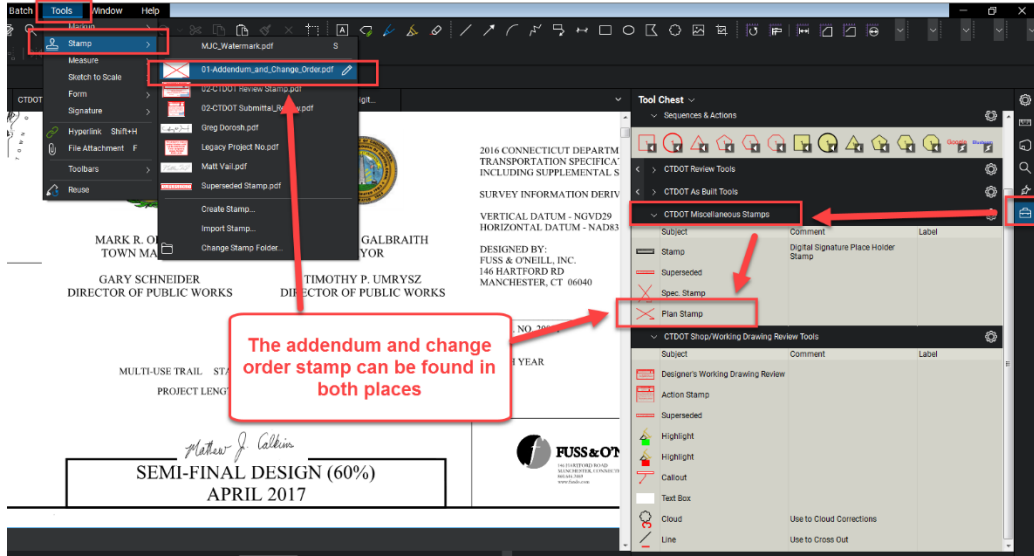 Batch Tools Window Help
Markup
Stamp
Measure
Sketch to Scale
Form
Signature
Hyperlink Shift+H
File Attachment F
Toolbars
Reuse
MJC_Watermark.pdf S
01-Addendum_and_Change_Order.pdf
02-CTDOT Review Stamp.pdf
02-CTDOT Submittal_Review.pdf
Greg Dorosh.pdf
Legacy Project No.pdf
Matt Vail.pdf
Superseded Stamp.pdf
Create Stamp...
Import Stamp...
Change Stamp Folder...
CTDOT
igit...
MARK R.
TOWN
GALBRAITH
YOR
GARY SCHNEIDER
DIRECTOR OF PUBLIC WORKS
TIMOTHY P. UMRYSZ
DIRECTOR OF PUBLIC WORKS
2016 CONNECTICUT DEPARTM
TRANSPORTATION SPECIFICA
INCLUDING SUPPLEMENTAL S
SURVEY INFORMATION DERIV
VERTICAL DATUM - NGVD29
HORIZONTAL DATUM - NAD83
DESIGNED BY:
FUSS & O'NEILL, INC.
146 HARTFORD RD
MANCHESTER, CT 06040
NO.
YEAR
MULTI-USE TRAIL
PROJECT LENG
The addendum and change
order stamp can be found in
both places
Mathew J. Calkins
SEMI-FINAL DESIGN (60%)
APRIL 2017
FUSS & O'N
146 HARTFORD ROAD
Tool Chest
Sequences & Actions
CTDOT Review Tools
CTDOT As Built Tools
CTDOT Miscellaneous Stamps
Subject Comment Label
Stamp Digital Signature Place Holder
Stamp
Superseded
Spec. Stamp
Plan Stamp
CTDOT Shop/Working Drawing Review Tools
Subject Comment Label
Designer's Working Drawing Review
Action Stamp
Superseded
Highlight
Highlight
Callout
Text Box
Cloud Use to Cloud Corrections
Line Use to Cross Out